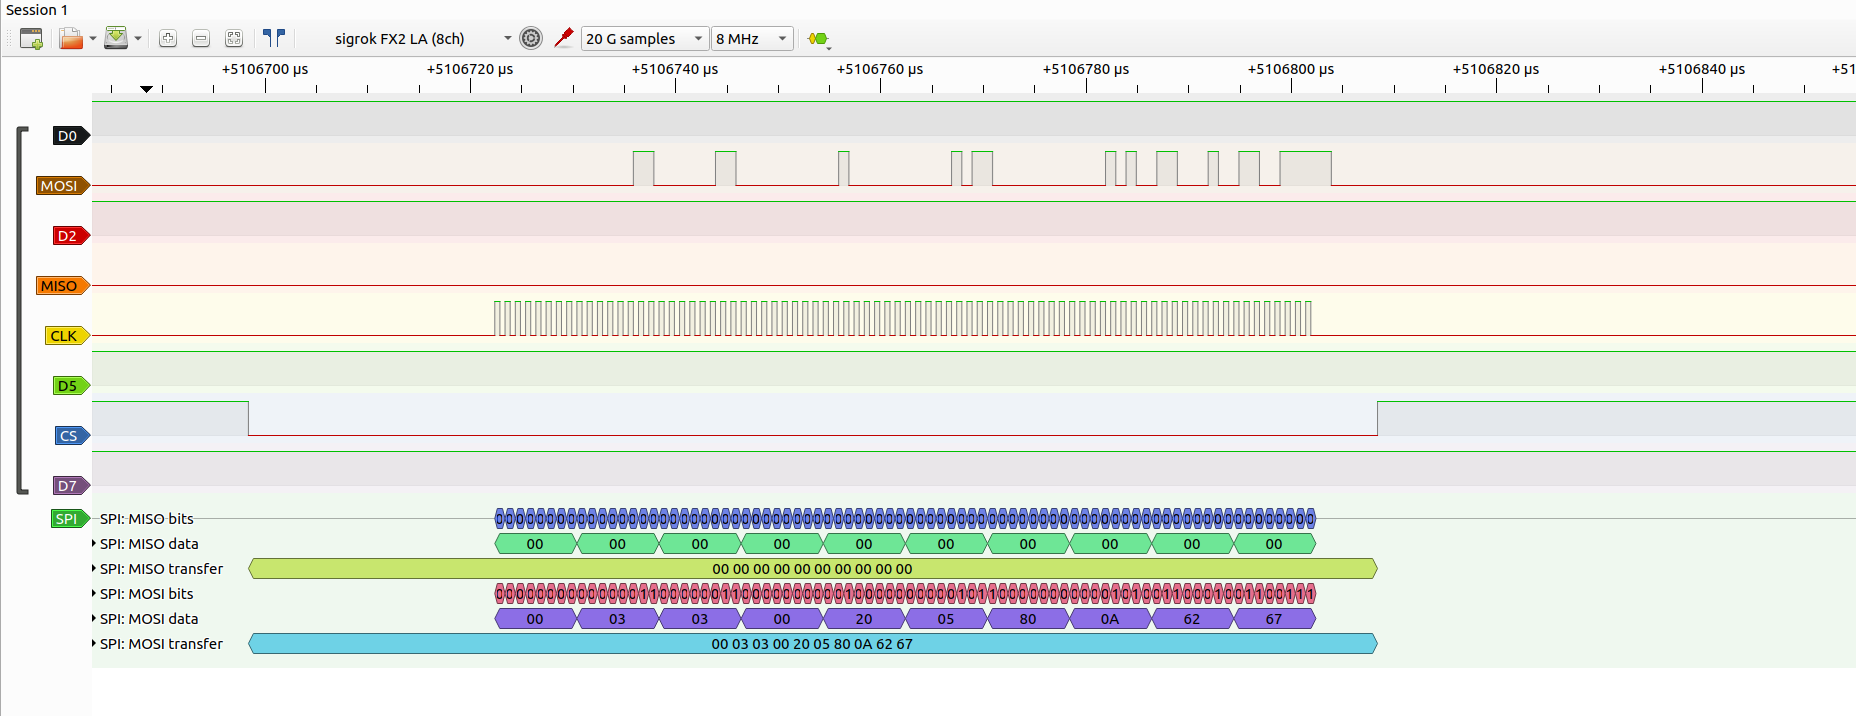 Session 1
sigrok FX2 LA (8ch) 20 G samples 8 MHz
+5106700 µs +5106720 µs +5106740 µs +5106760 µs +5106780 µs +5106800 µs +5106820 µs +5106840 µs +51
D0
MOSI
D2
MISO
CLK
D5
CS
D7
SPI SPI: MISO bits 00000000000000000000000000000000000000000000000000000000000000000000000000000000
SPI: MISO data 00 00 00 00 00 00 00 00 00 00
SPI: MISO transfer 00 00 00 00 00 00 00 00 00 00
SPI: MOSI bits 00000000000000110000001100000000001000000000010110000000000010100110001001100111
SPI: MOSI data 00 03 03 00 20 05 80 0A 62 67
SPI: MOSI transfer 00 03 03 00 20 05 80 0A 62 67